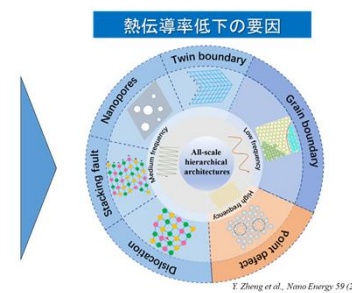 熱伝導率低下の要因
Twin boundary
Grain boundary
Point defect
Dislocation
Stacking fault
Nanopores
Medium frequency
Low frequency
High frequency
All-scale
hierarchical
architectures
Y. Zheng et al., Nano Energy 59 (2